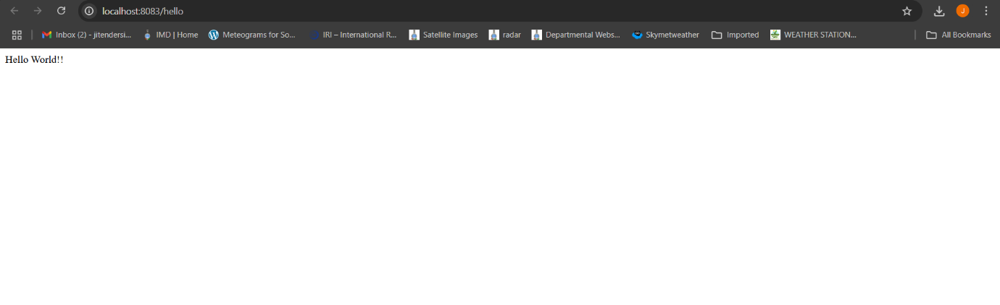 localhost:8083/hello
J
Inbox (2) - jitendersi... IMD | Home Meteograms for So... IRI – International R... Satellite Images radar Departmental Webs... Skymetweather Imported WEATHER STATION... All Bookmarks
Hello World!!